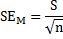 SE_M = S / √n